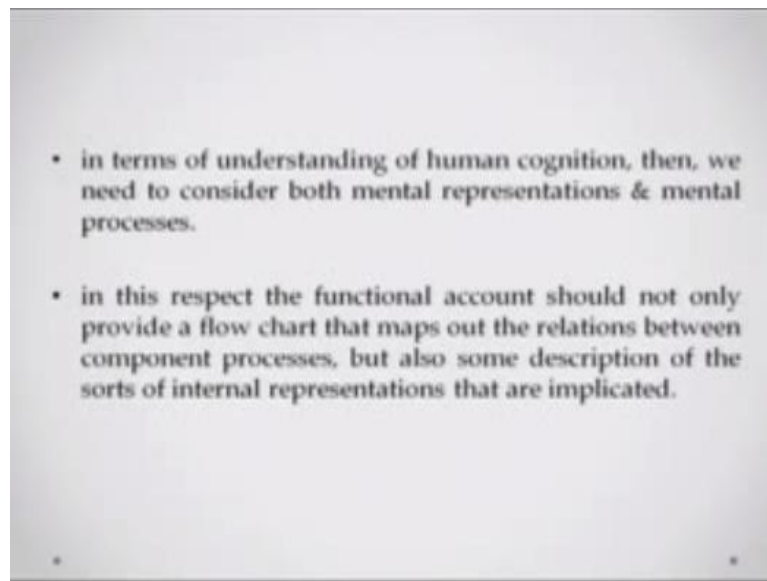 • in terms of understanding of human cognition, then, we
need to consider both mental representations & mental
processes.
• in this respect the functional account should not only
provide a flow chart that maps out the relations between
component processes, but also some description of the
sorts of internal representations that are implicated.